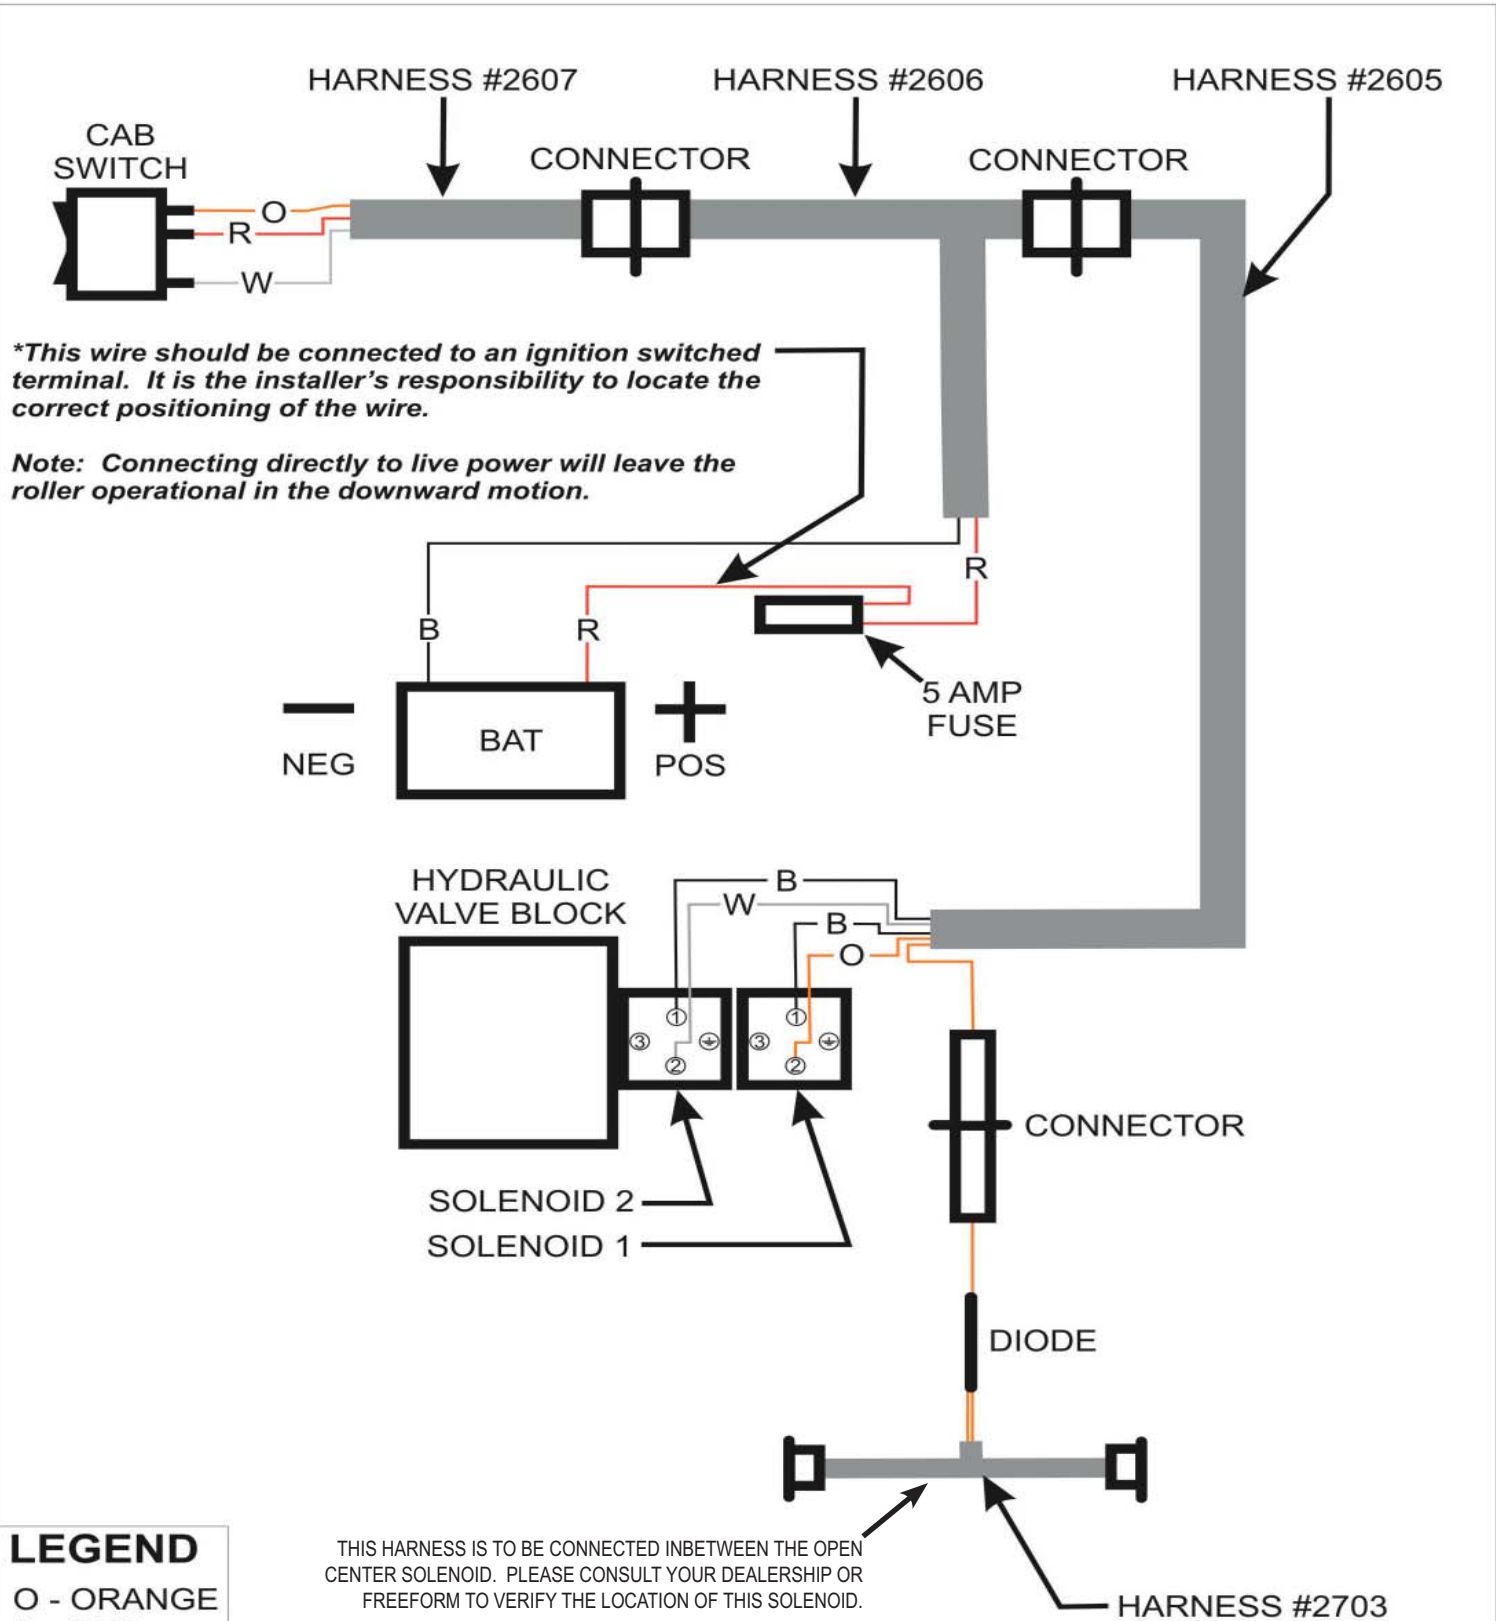 HARNESS #2607
HARNESS #2606
HARNESS #2605
CAB
SWITCH
CONNECTOR
CONNECTOR
O
R
W
*This wire should be connected to an ignition switched
terminal. It is the installer's responsibility to locate the
correct positioning of the wire.
Note: Connecting directly to live power will leave the
roller operational in the downward motion.
R
B
R
5 AMP
FUSE
NEG
BAT
POS
HYDRAULIC
VALVE BLOCK
B
W
B
O
1
3
2
1
3
2
CONNECTOR
SOLENOID 2
SOLENOID 1
DIODE
LEGEND
O - ORANGE
THIS HARNESS IS TO BE CONNECTED INBETWEEN THE OPEN
CENTER SOLENOID. PLEASE CONSULT YOUR DEALERSHIP OR
FREEFORM TO VERIFY THE LOCATION OF THIS SOLENOID.
HARNESS #2703